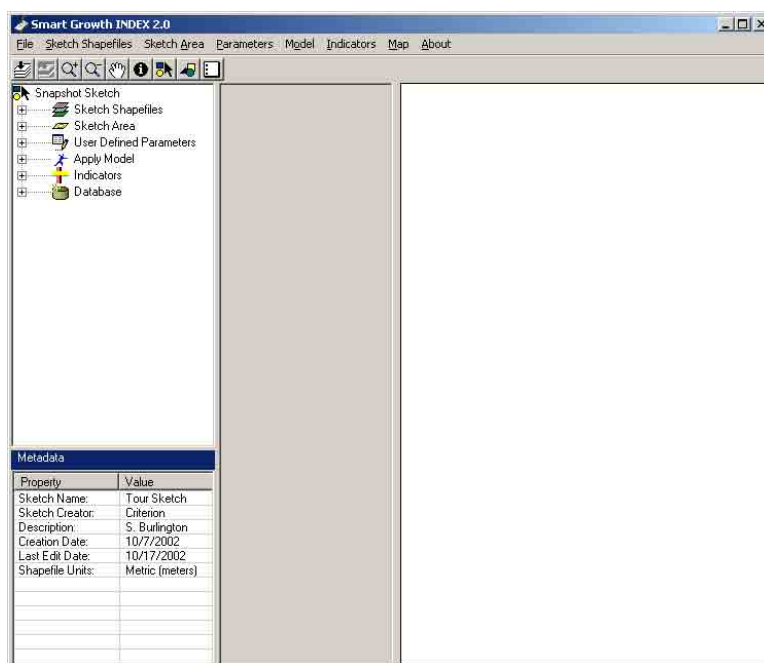 Smart Growth INDEX 2.0
File Sketch Shapefiles Sketch Area Parameters Model Indicators Map About
Snapshot Sketch
Sketch Shapefiles
Sketch Area
User Defined Parameters
Apply Model
Indicators
Database
Metadata
Property Value
Sketch Name: Tour Sketch
Sketch Creator: Criterion
Description: S. Burlington
Creation Date: 10/7/2002
Last Edit Date: 10/17/2002
Shapefile Units: Metric (meters)